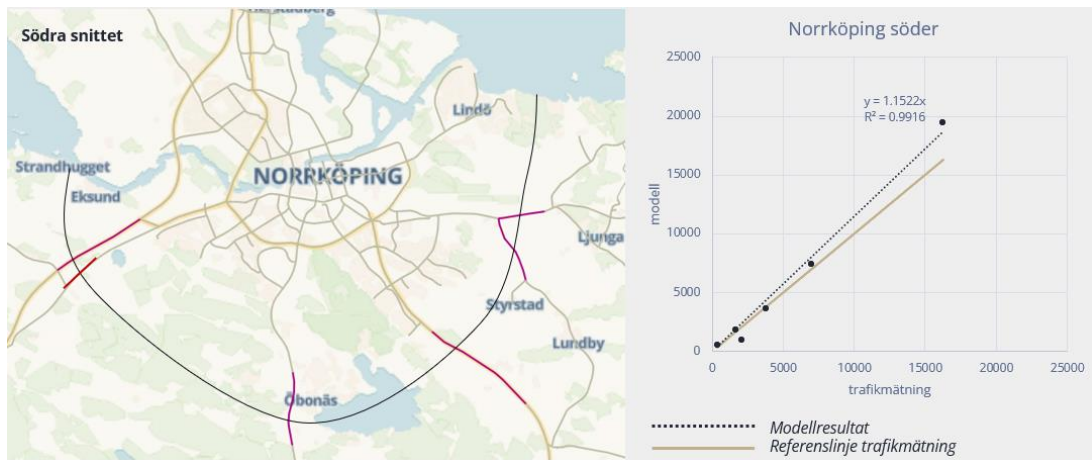 Herstadberg
Södra snittet
Lindö
Strandhugget
NORRKÖPING
Eksund
Ljunga
Styrstad
Lundby
Öbonäs
Norrköping söder
25000
20000
15000
10000
5000
0
modell
y = 1.1522x
R² = 0.9916
0 5000 10000 15000 20000 25000
trafikmätning
Modellresultat
Referenslinje trafikmätning